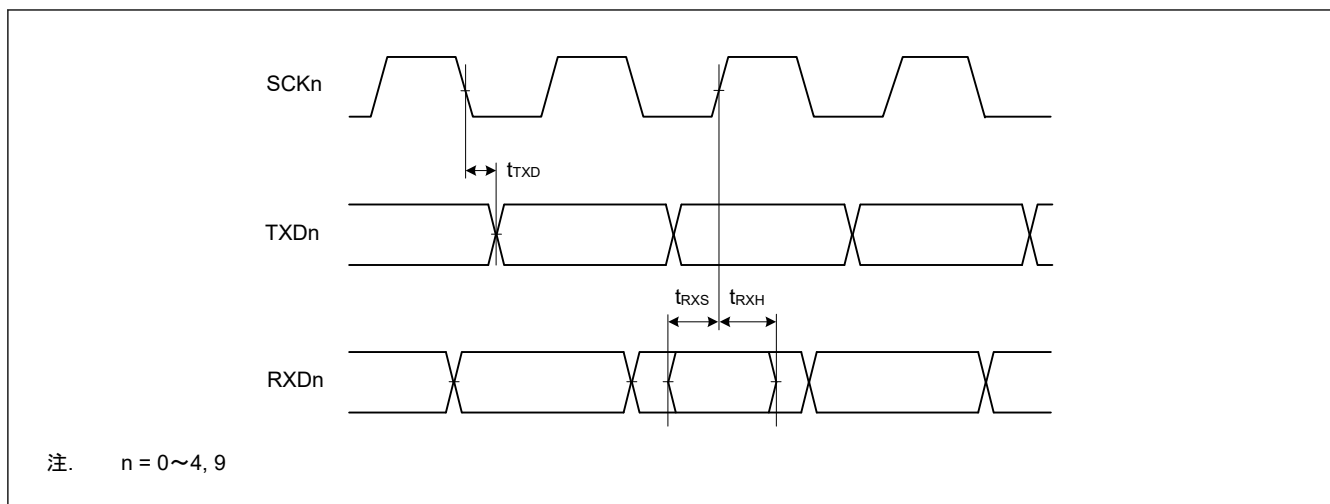 SCKn
tTXD
TXDn
tRXS tRXH
RXDn
注. n = 0～4, 9